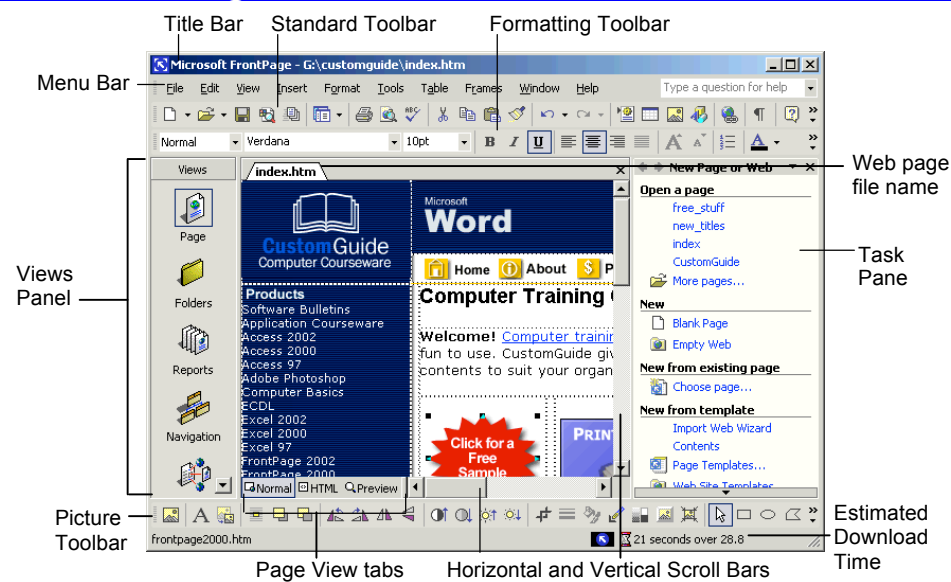 Title Bar
Standard Toolbar
Formatting Toolbar
Menu Bar
Microsoft FrontPage - G:\customguide\index.htm
File Edit View Insert Format Tools Table Frames Window Help
Type a question for help
Normal Verdana 10pt B I U A A A
Views
index.htm
New Page or Web
Web page
file name
Page
Folders
Reports
Navigation
Views
Panel
CustomGuide
Computer Courseware
Microsoft
Word
Home About P
Products
Software Bulletins
Application Courseware
Access 2002
Access 2000
Access 97
Adobe Photoshop
Computer Basics
ECDL
Excel 2002
Excel 2000
Excel 97
FrontPage 2002
FrontPage 2000
Computer Training
Welcome! Computer trainin
fun to use. CustomGuide giv
contents to suit your organ
Click for a
Free
Sample
PRIN
Open a page
free_stuff
new_titles
index
CustomGuide
More pages...
New
Blank Page
Empty Web
New from existing page
Choose page...
New from template
Import Web Wizard
Contents
Page Templates...
Web Site Templates
Task
Pane
Normal HTML Preview
Picture
Toolbar
A
frontpage2000.htm
21 seconds over 28.8
Estimated
Download
Time
Page View tabs
Horizontal and Vertical Scroll Bars